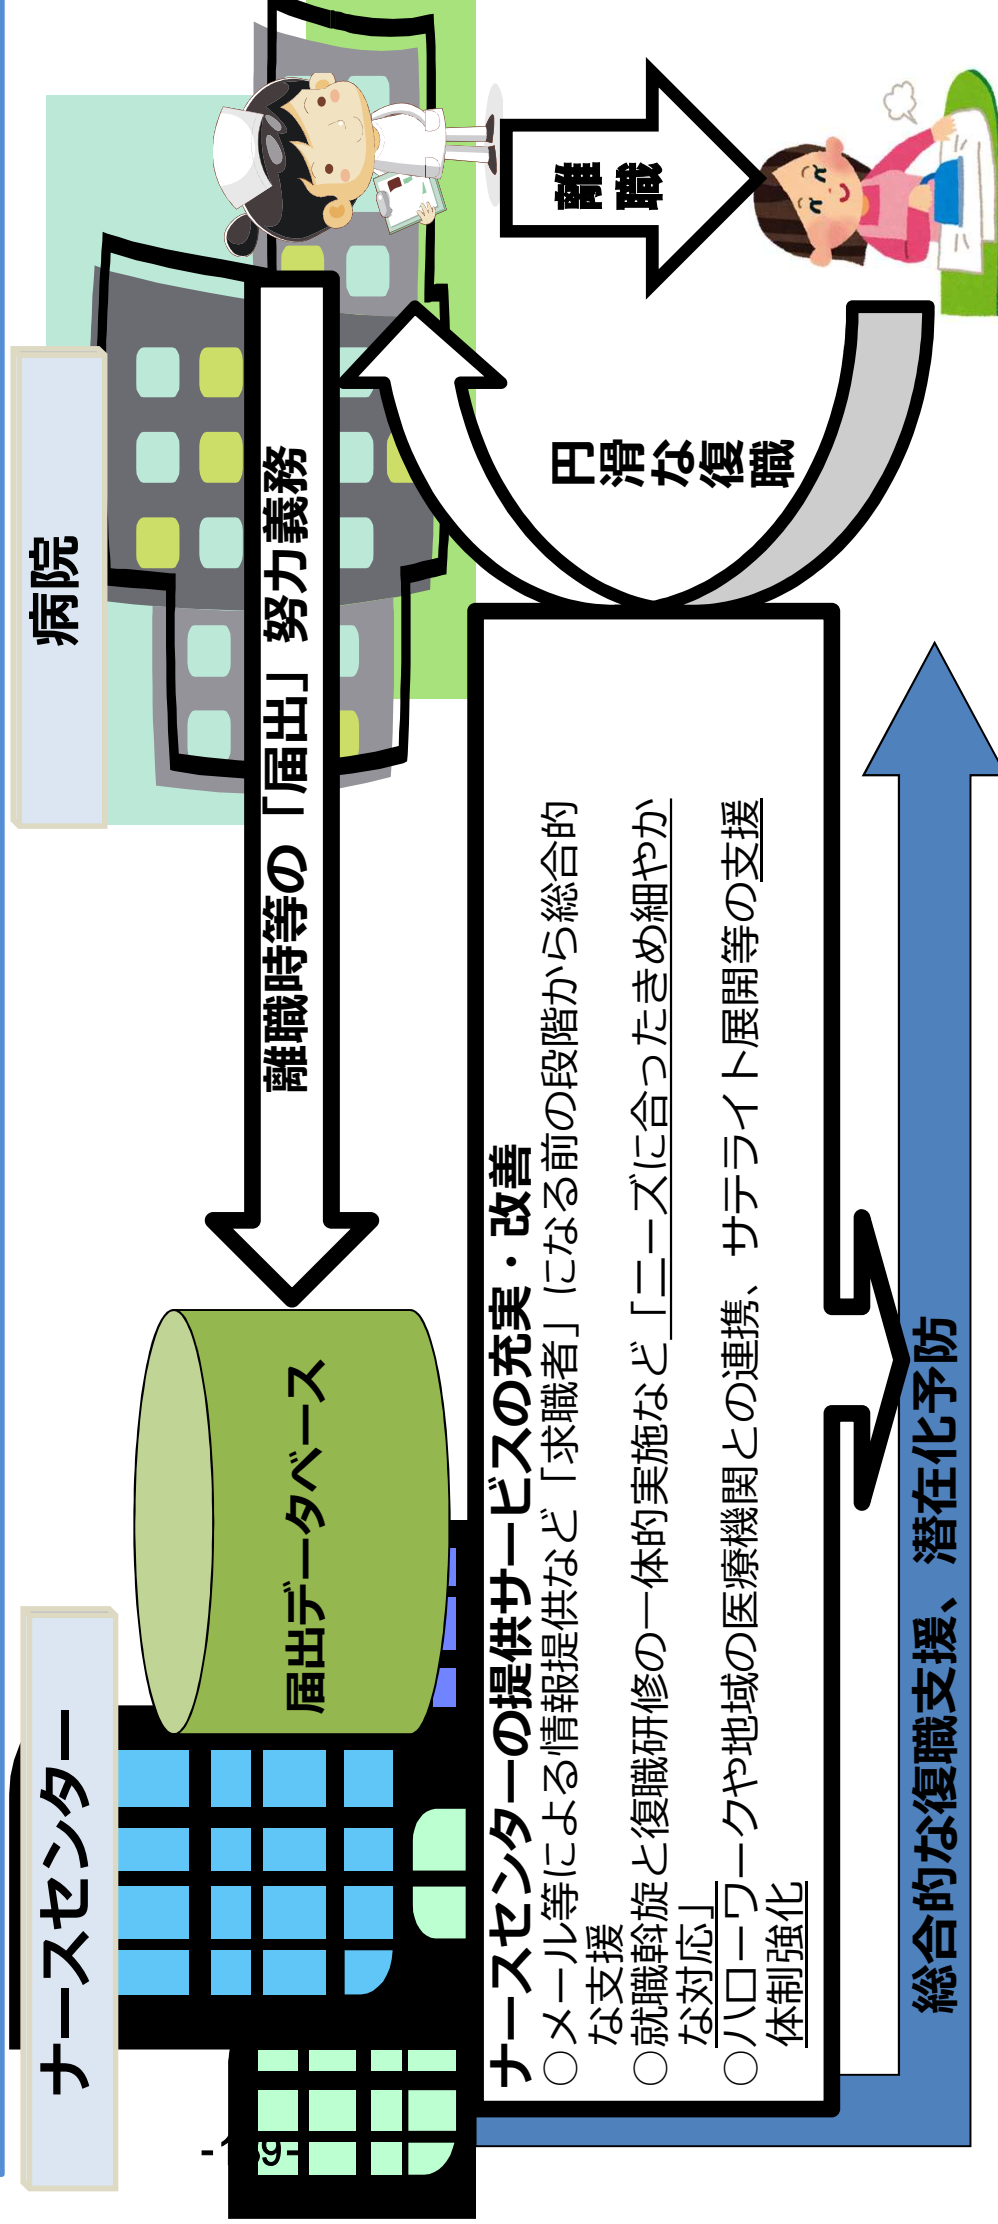 ナースセンター
病院
届出データベース
離職時等の「届出」努力義務
離
職
円滑な復職
ナースセンターの提供サービスの充実・改善
○メール等による情報提供など「求職者」になる前の段階から総合的
な支援
○就職斡旋と復職研修の一体的実施など「ニーズに合ったきめ細やか
な対応」
○ハローワークや地域の医療機関との連携、サテライト展開等の支援
体制強化
総合的な復職支援、潜在化予防